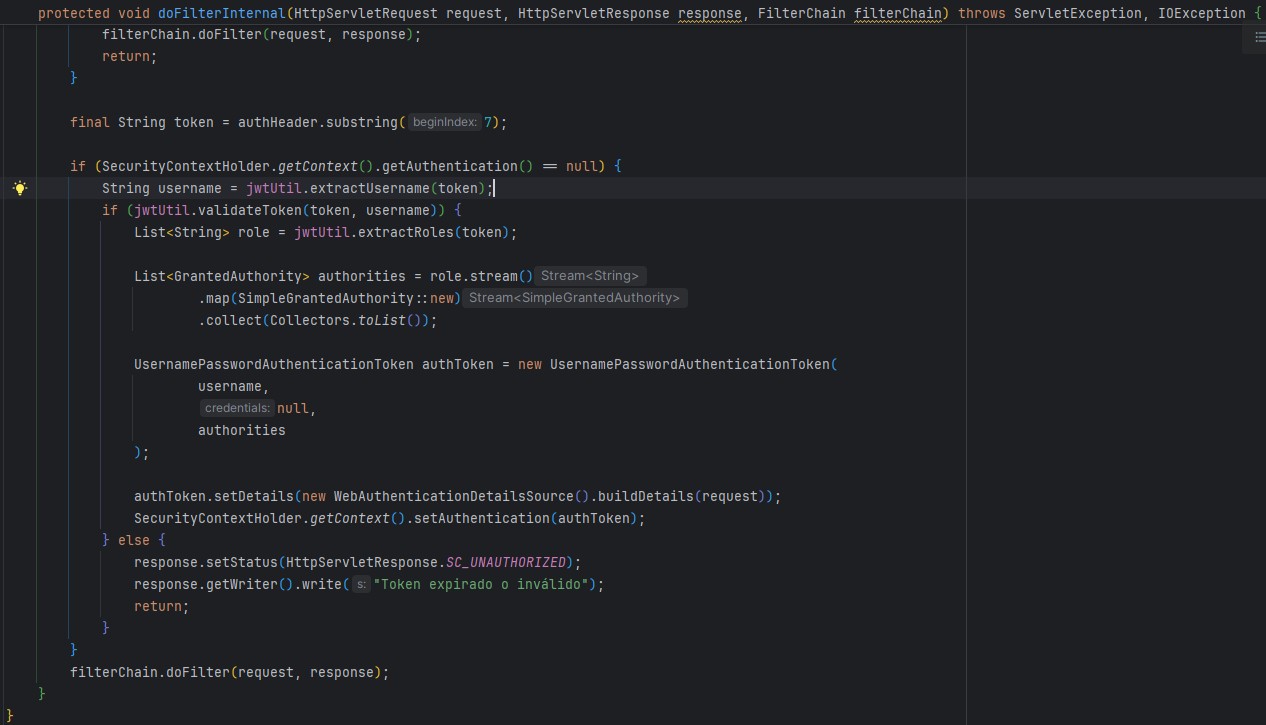 protected void doFilterInternal(HttpServletRequest request, HttpServletResponse response, FilterChain filterChain) throws ServletException, IOException {
filterChain.doFilter(request, response);
return;
}
final String token = authHeader.substring( beginIndex: 7);
if (SecurityContextHolder.getContext().getAuthentication() == null) {
String username = jwtUtil.extractUsername(token);
if (jwtUtil.validateToken(token, username)) {
List<String> role = jwtUtil.extractRoles(token);
List<GrantedAuthority> authorities = role.stream() Stream<String>
.map(SimpleGrantedAuthority::new) Stream<SimpleGrantedAuthority>
.collect(Collectors.toList());
UsernamePasswordAuthenticationToken authToken = new UsernamePasswordAuthenticationToken(
username,
credentials: null,
authorities
);
authToken.setDetails(new WebAuthenticationDetailsSource().buildDetails(request));
SecurityContextHolder.getContext().setAuthentication(authToken);
} else {
response.setStatus(HttpServletResponse.SC_UNAUTHORIZED);
response.getWriter().write( s: "Token expirado o inválido");
return;
}
}
filterChain.doFilter(request, response);
}
}